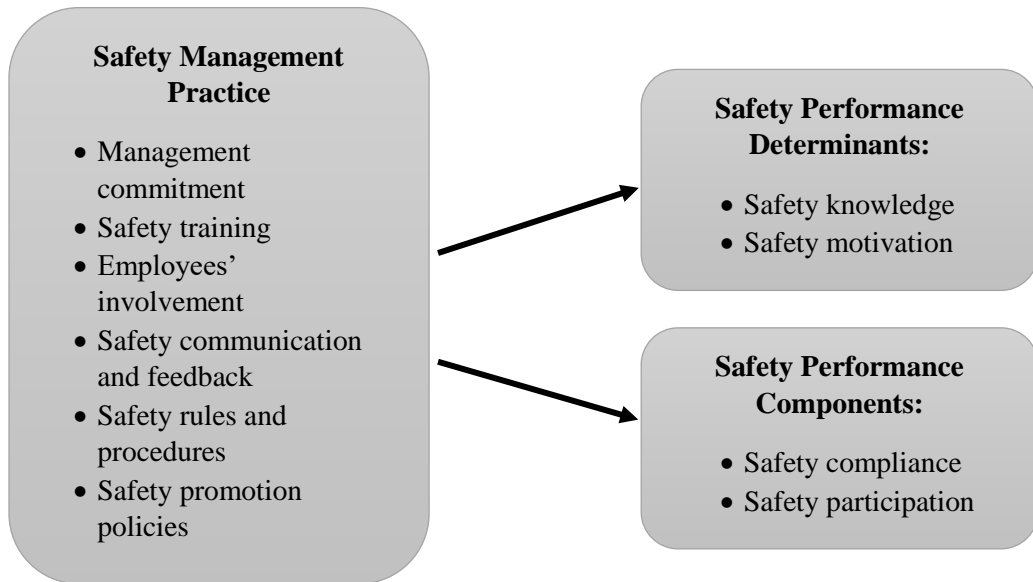 Safety Management
Practice
• Management
commitment
• Safety training
• Employees’
involvement
• Safety communication
and feedback
• Safety rules and
procedures
• Safety promotion
policies
Safety Performance
Determinants:
• Safety knowledge
• Safety motivation
Safety Performance
Components:
• Safety compliance
• Safety participation